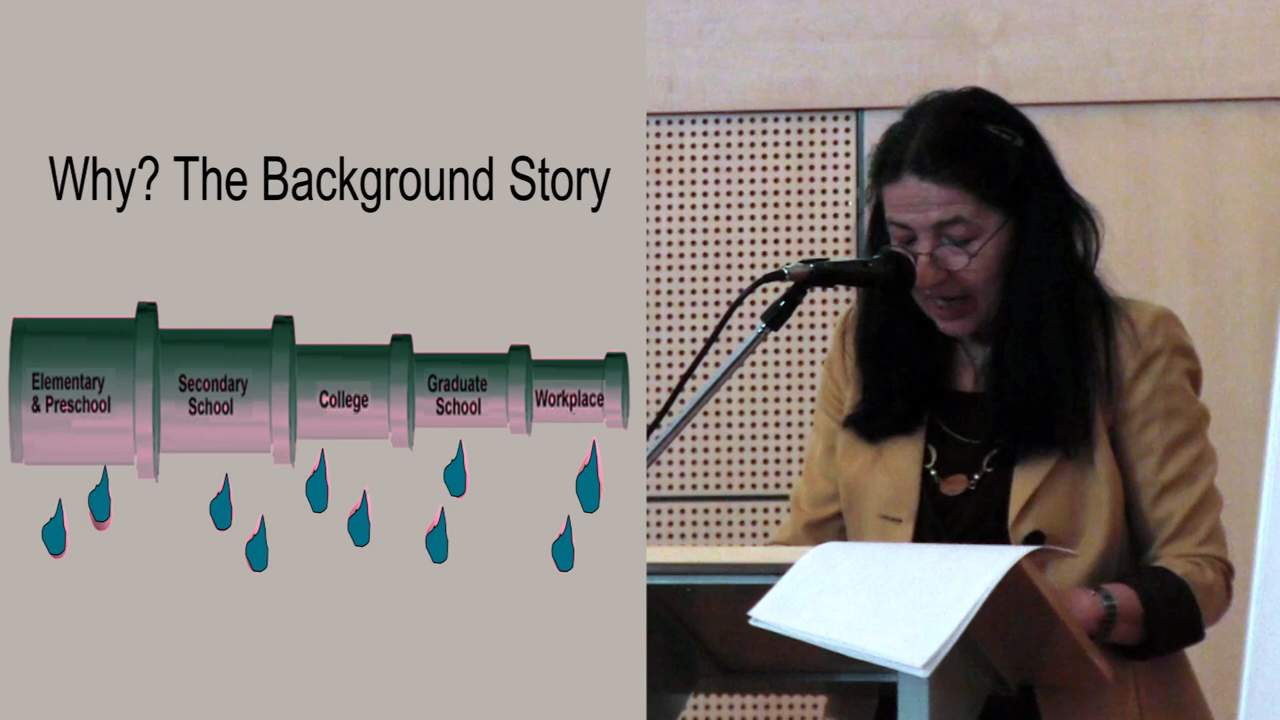 Why? The Background Story
Elementary
& Preschool
Secondary
School
College
Graduate
School
Workplace